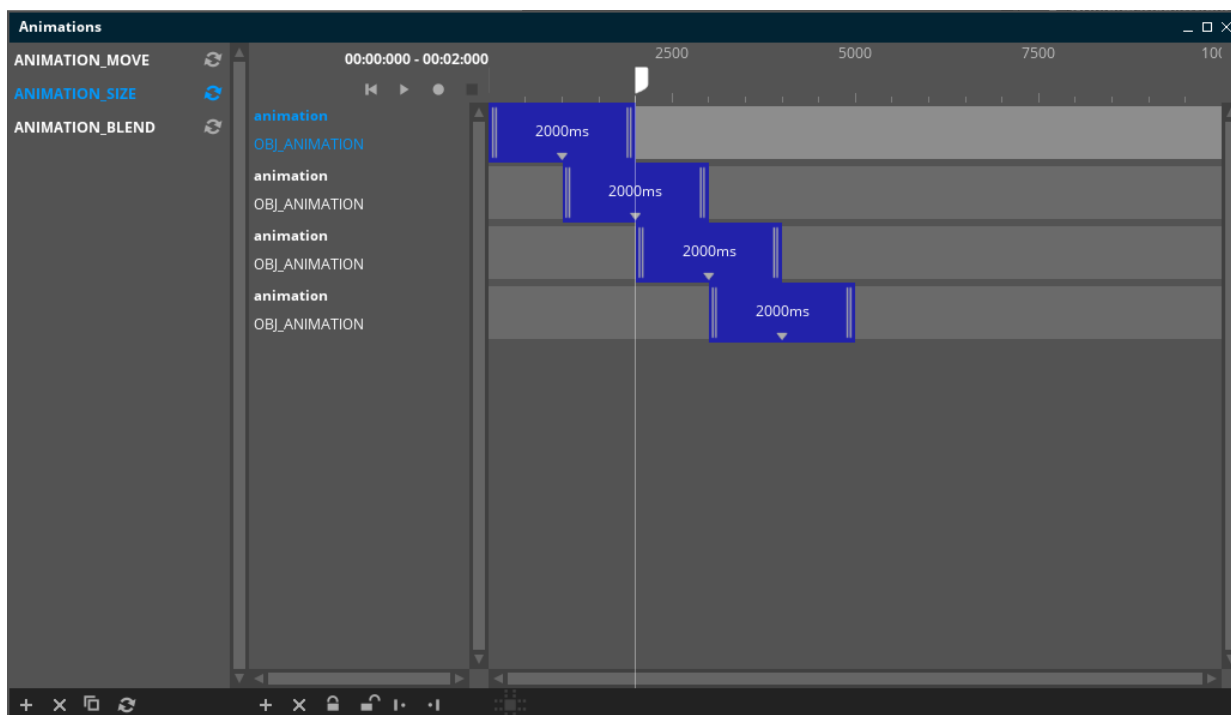 Animations
ANIMATION_MOVE
ANIMATION_SIZE
ANIMATION_BLEND
00:00:000 - 00:02:000
2500 5000 7500 100
animation
OBJ_ANIMATION
2000ms
animation
OBJ_ANIMATION
2000ms
animation
OBJ_ANIMATION
2000ms
animation
OBJ_ANIMATION
2000ms